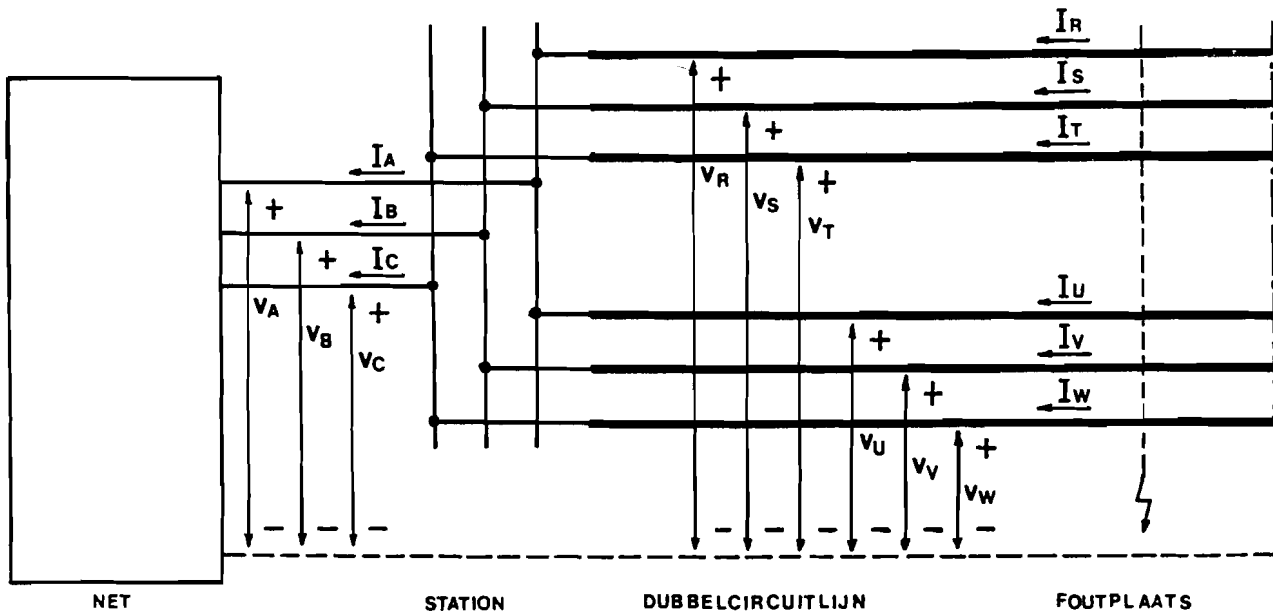 IR
+
IS
+
IT
IA
VR
+
IB
+
VS
IC
+
VT
VA
+
IU
VB
+
VC
IV
+
IW
VU
+
VV
VW
- - -
- - - - - -
NET STATION DUBBELCIRCUITLIJN FOUTPLAATS